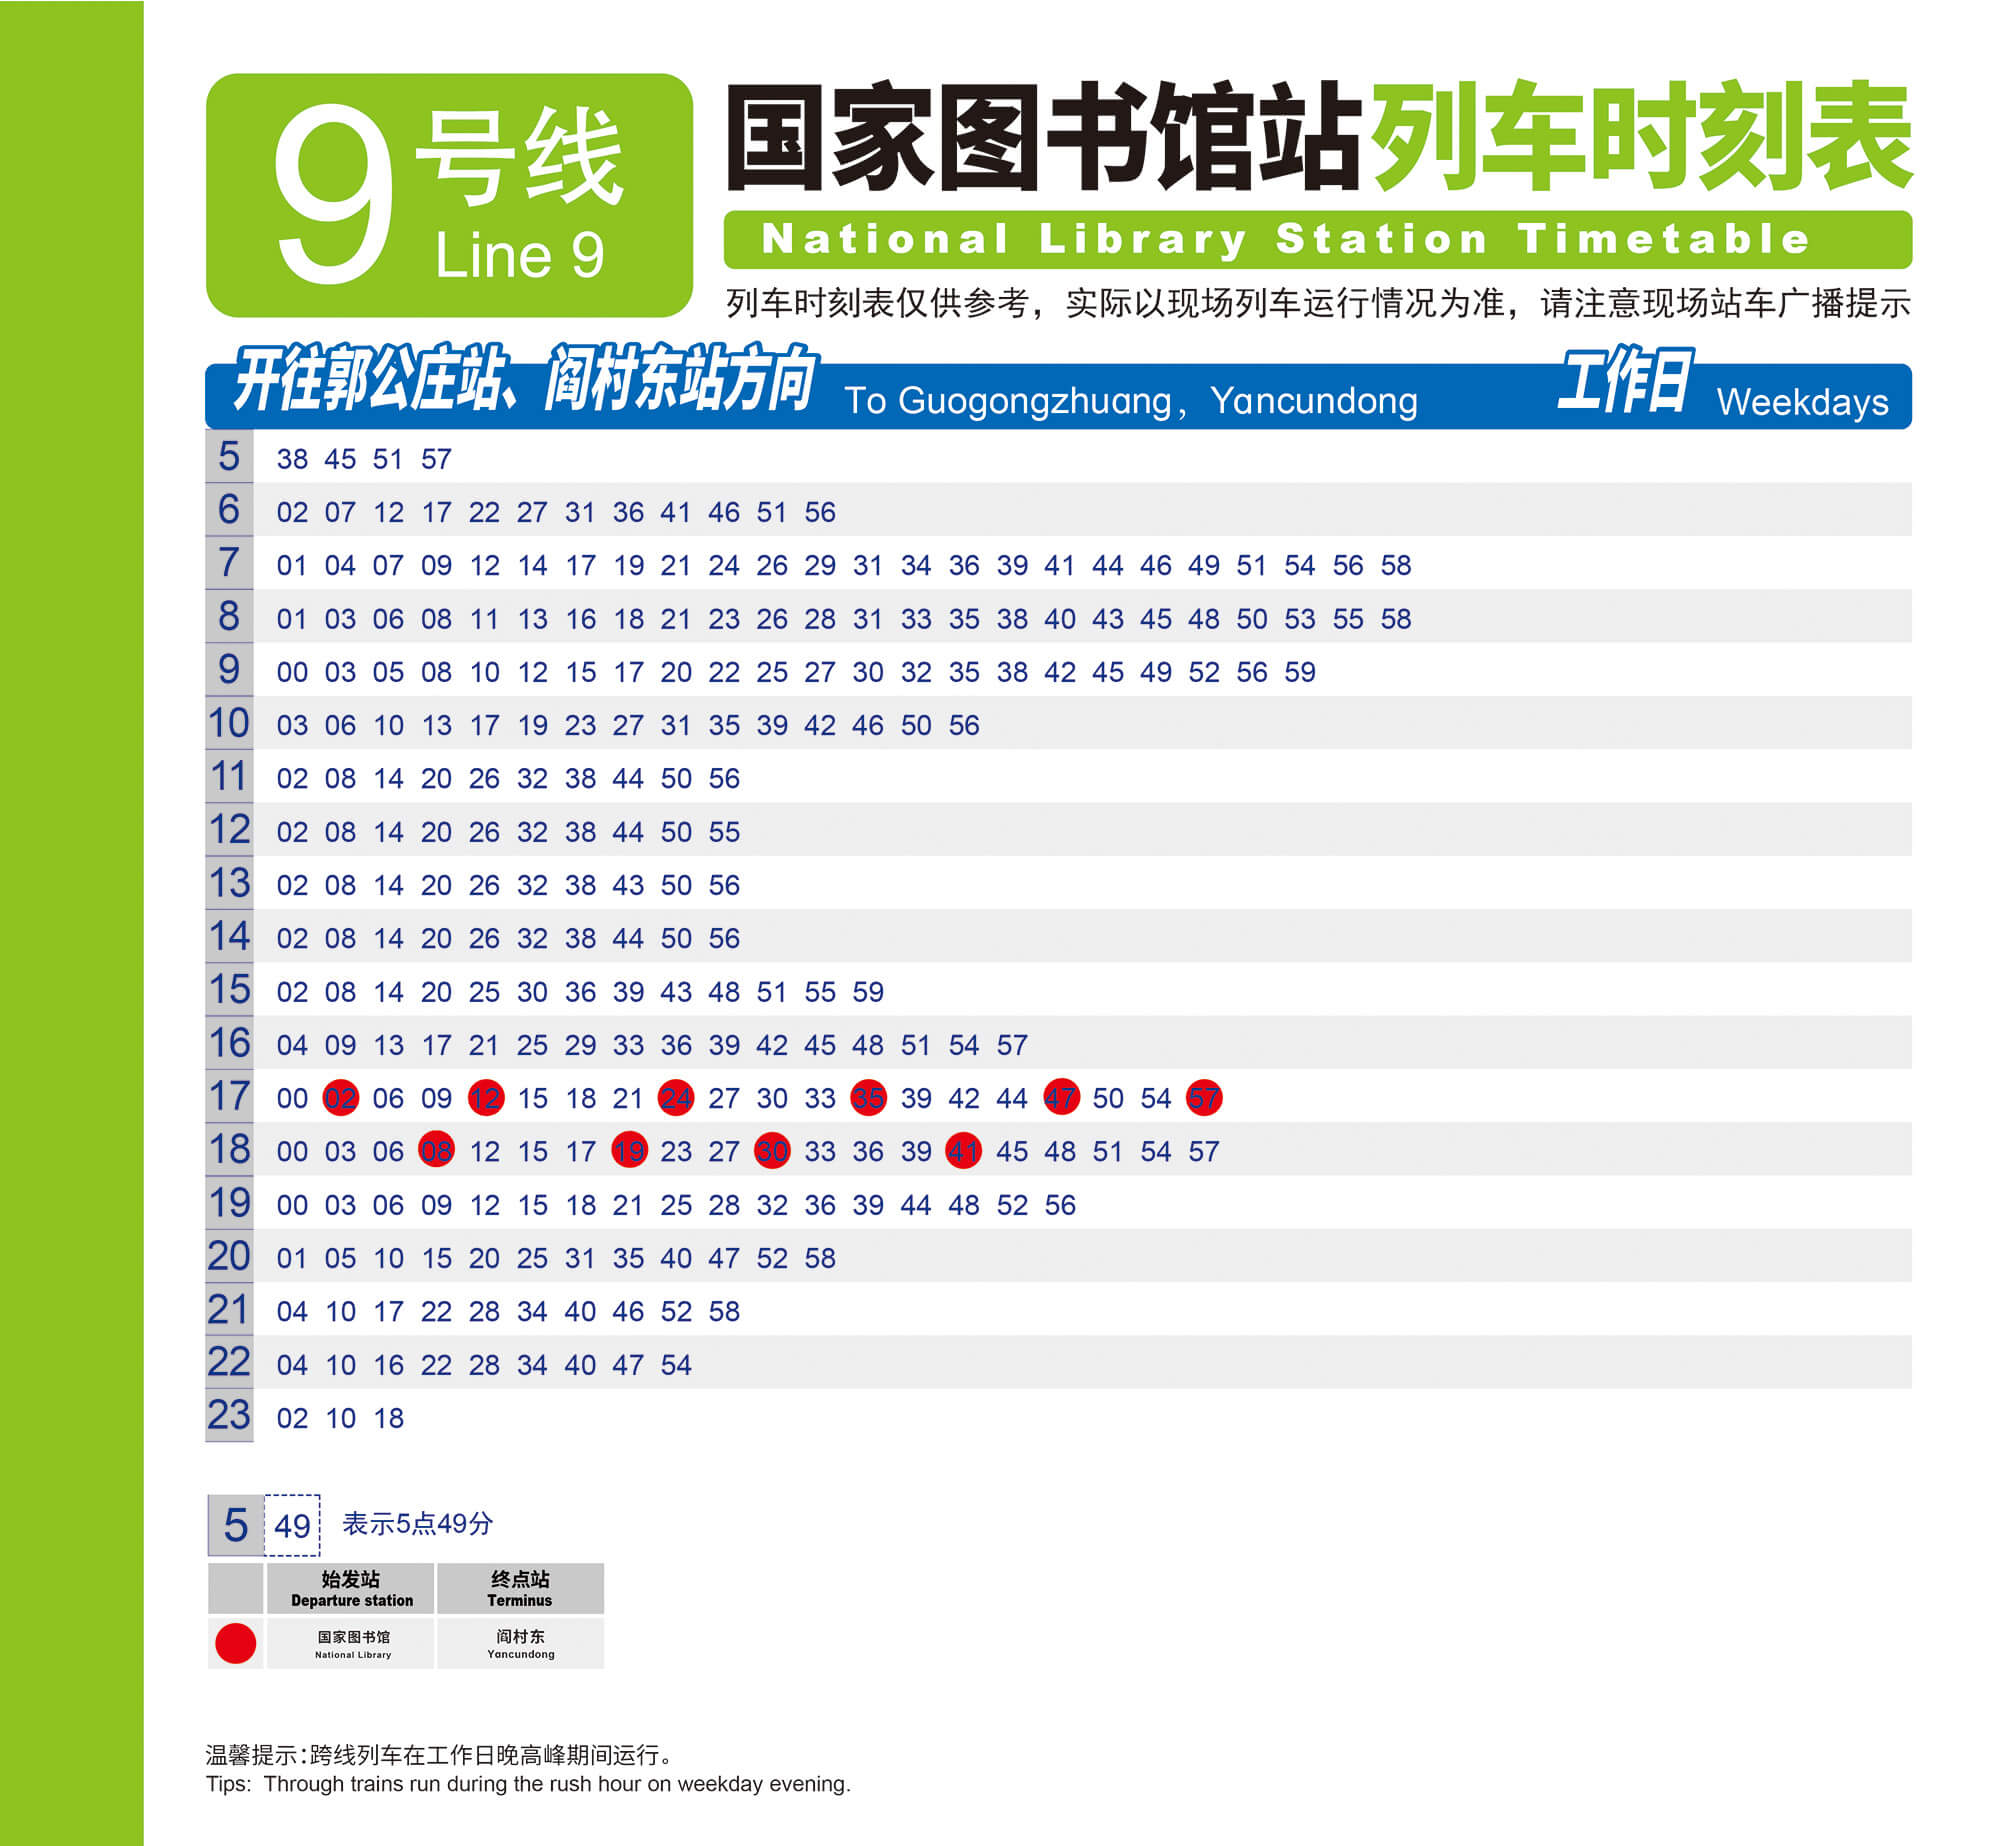 9号线
Line 9
国家图书馆站列车时刻表
National Library Station Timetable
列车时刻表仅供参考，实际以现场列车运行情况为准，请注意现场站车广播提示
开往郭公庄站、阎村东站方向 To Guogongzhuang, Yancundong 工作日 Weekdays
5 38 45 51 57
6 02 07 12 17 22 27 31 36 41 46 51 56
7 01 04 07 09 12 14 17 19 21 24 26 29 31 34 36 39 41 44 46 49 51 54 56 58
8 01 03 06 08 11 13 16 18 21 23 26 28 31 33 35 38 40 43 45 48 50 53 55 58
9 00 03 05 08 10 12 15 17 20 22 25 27 30 32 35 38 42 45 49 52 56 59
10 03 06 10 13 17 19 23 27 31 35 39 42 46 50 56
11 02 08 14 20 26 32 38 44 50 56
12 02 08 14 20 26 32 38 44 50 55
13 02 08 14 20 26 32 38 43 50 56
14 02 08 14 20 26 32 38 44 50 56
15 02 08 14 20 25 30 36 39 43 48 51 55 59
16 04 09 13 17 21 25 29 33 36 39 42 45 48 51 54 57
17 00 02 06 09 12 15 18 21 24 27 30 33 35 39 42 44 47 50 54 57
18 00 03 06 08 12 15 17 19 23 27 30 33 36 39 41 45 48 51 54 57
19 00 03 06 09 12 15 18 21 25 28 32 36 39 44 48 52 56
20 01 05 10 15 20 25 31 35 40 47 52 58
21 04 10 17 22 28 34 40 46 52 58
22 04 10 16 22 28 34 40 47 54
23 02 10 18
5 49 表示5点49分
始发站 终点站
Departure station Terminus
国家图书馆 阎村东
National Library Yancundong
温馨提示：跨线列车在工作日晚高峰期间运行。
Tips: Through trains run during the rush hour on weekday evening.